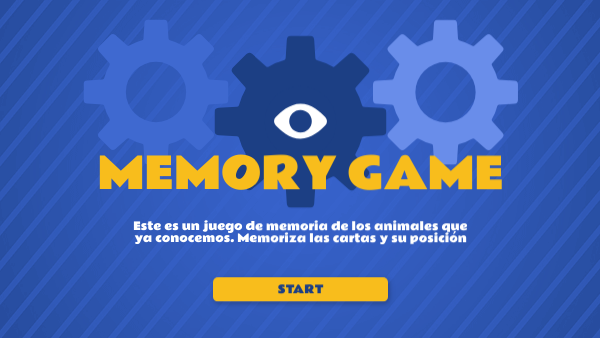 MEMORY GAME
Este es un juego de memoria de los animales que
ya conocemos. Memoriza las cartas y su posición
START